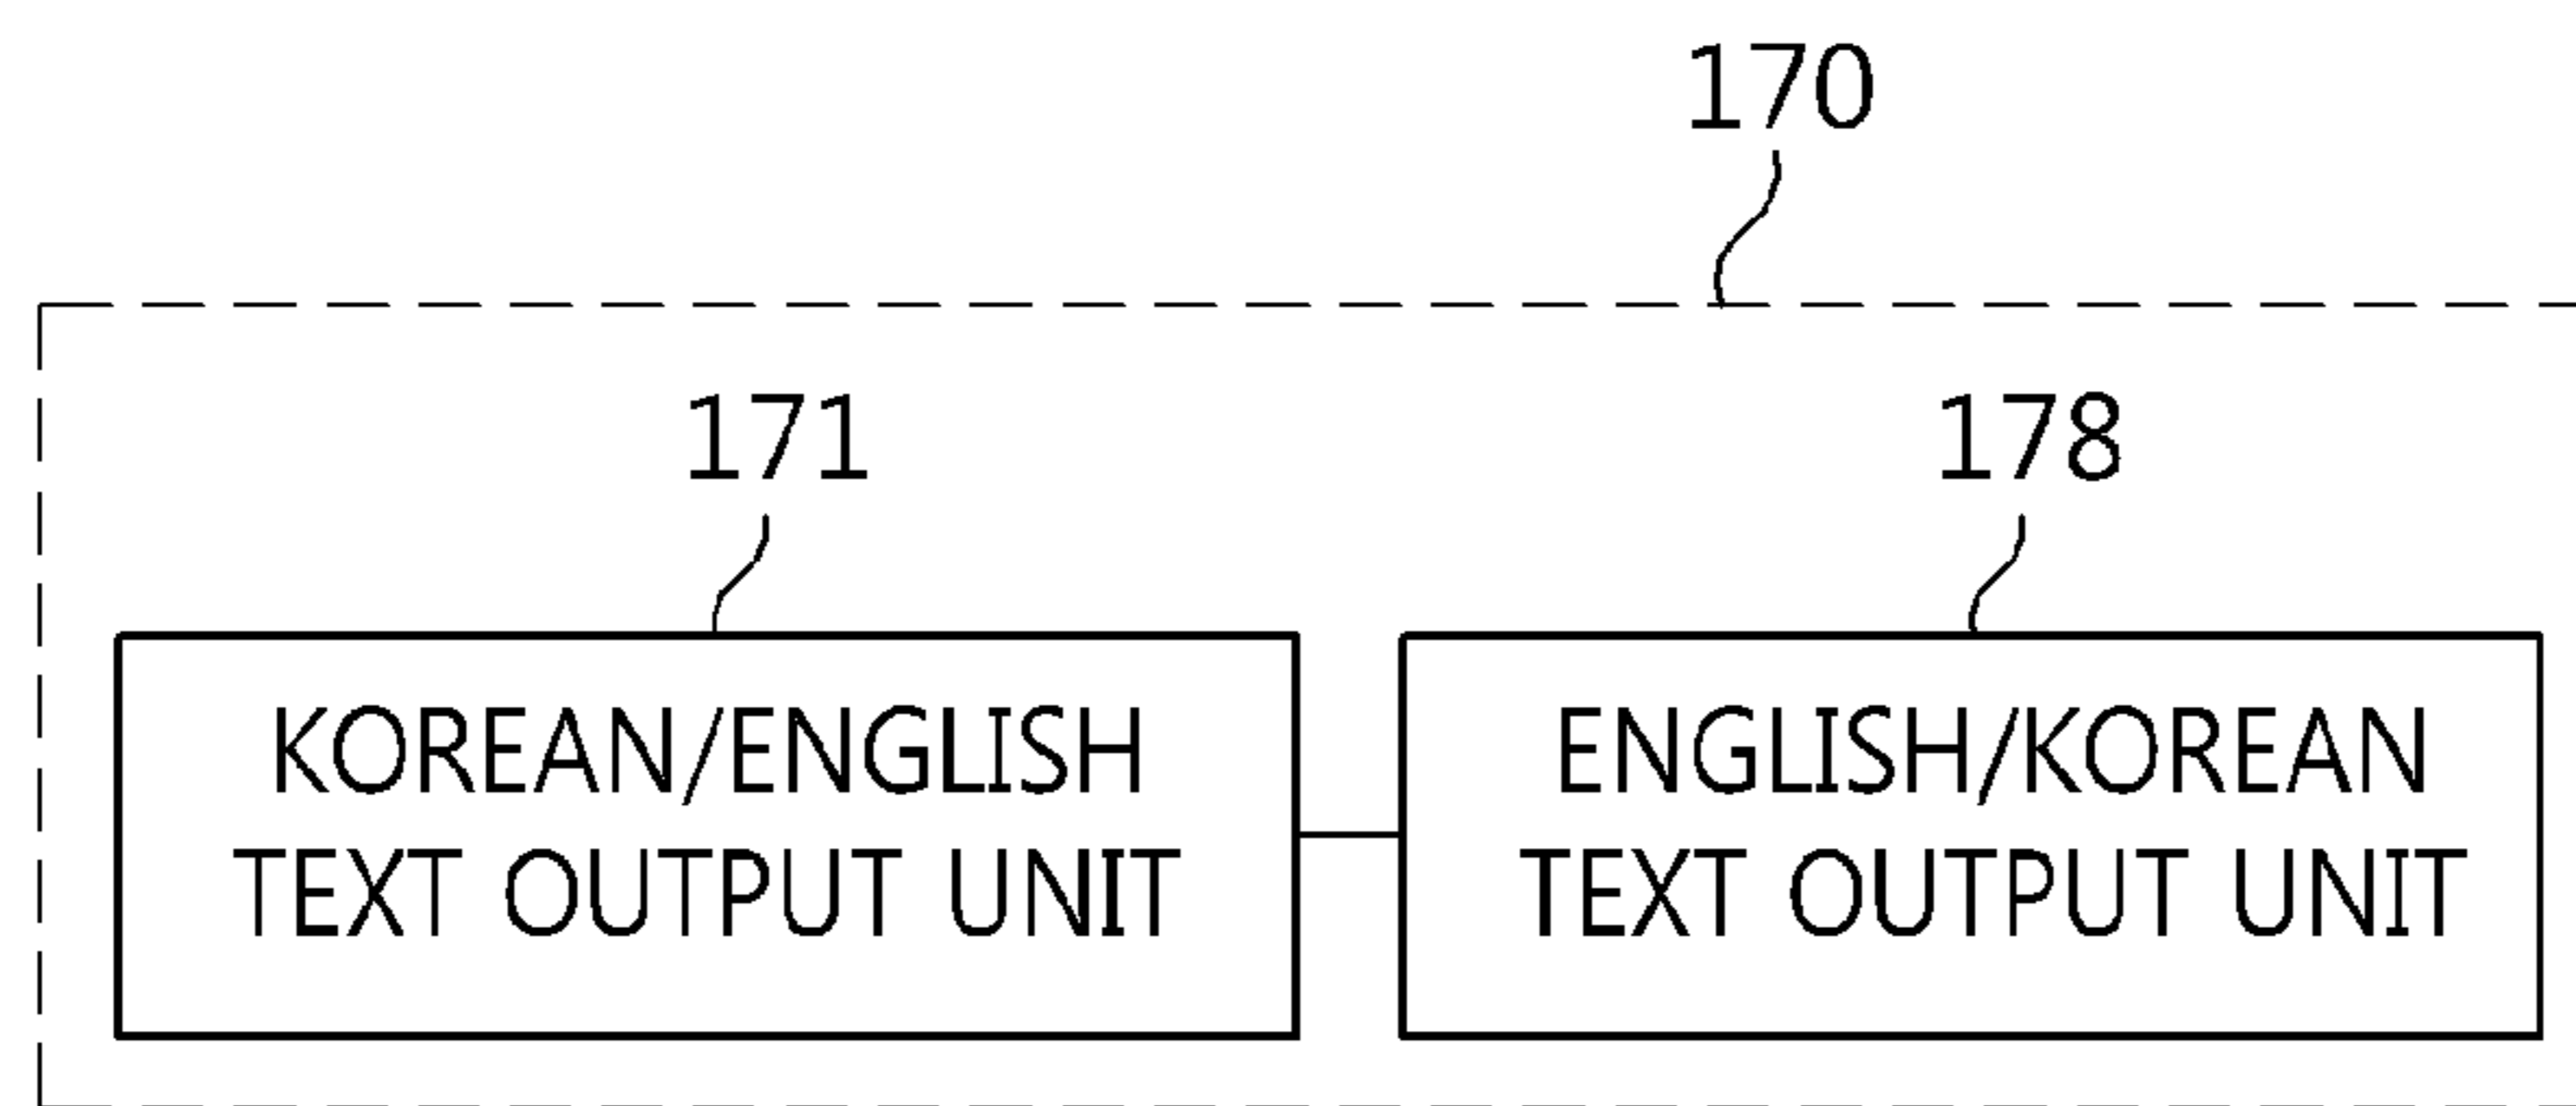 170
171
178
KOREAN/ENGLISH
TEXT OUTPUT UNIT
ENGLISH/KOREAN
TEXT OUTPUT UNIT